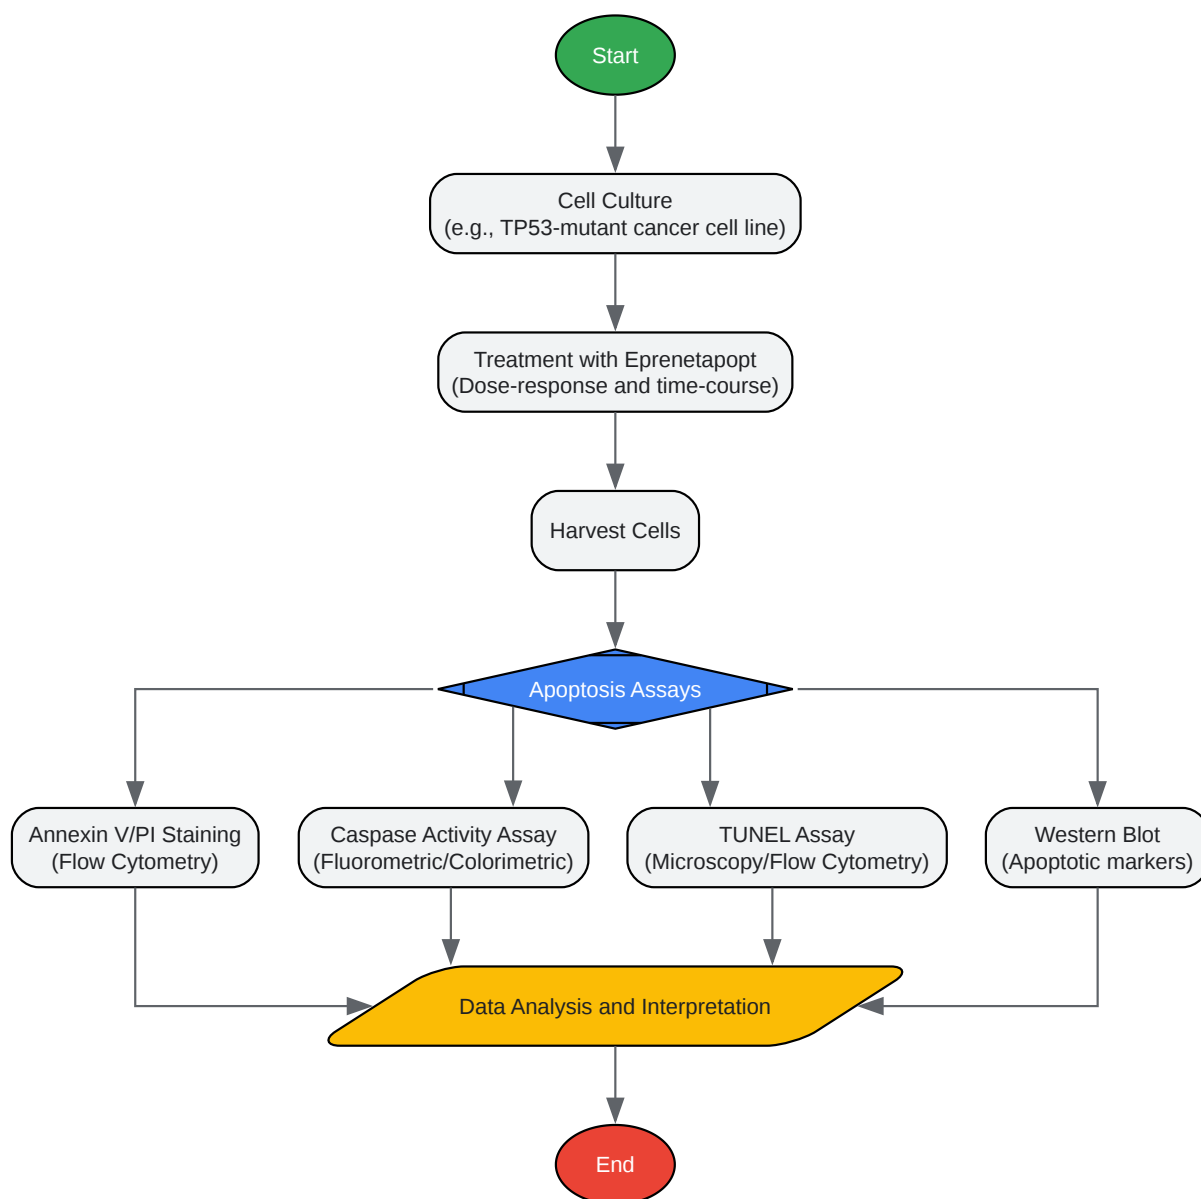 Start
Cell Culture
(e.g., TP53-mutant cancer cell line)
Treatment with Eprenetapopt
(Dose-response and time-course)
Harvest Cells
Apoptosis Assays
Annexin V/PI Staining
(Flow Cytometry)
Caspase Activity Assay
(Fluorometric/Colorimetric)
TUNEL Assay
(Microscopy/Flow Cytometry)
Western Blot
(Apoptotic markers)
Data Analysis and Interpretation
End